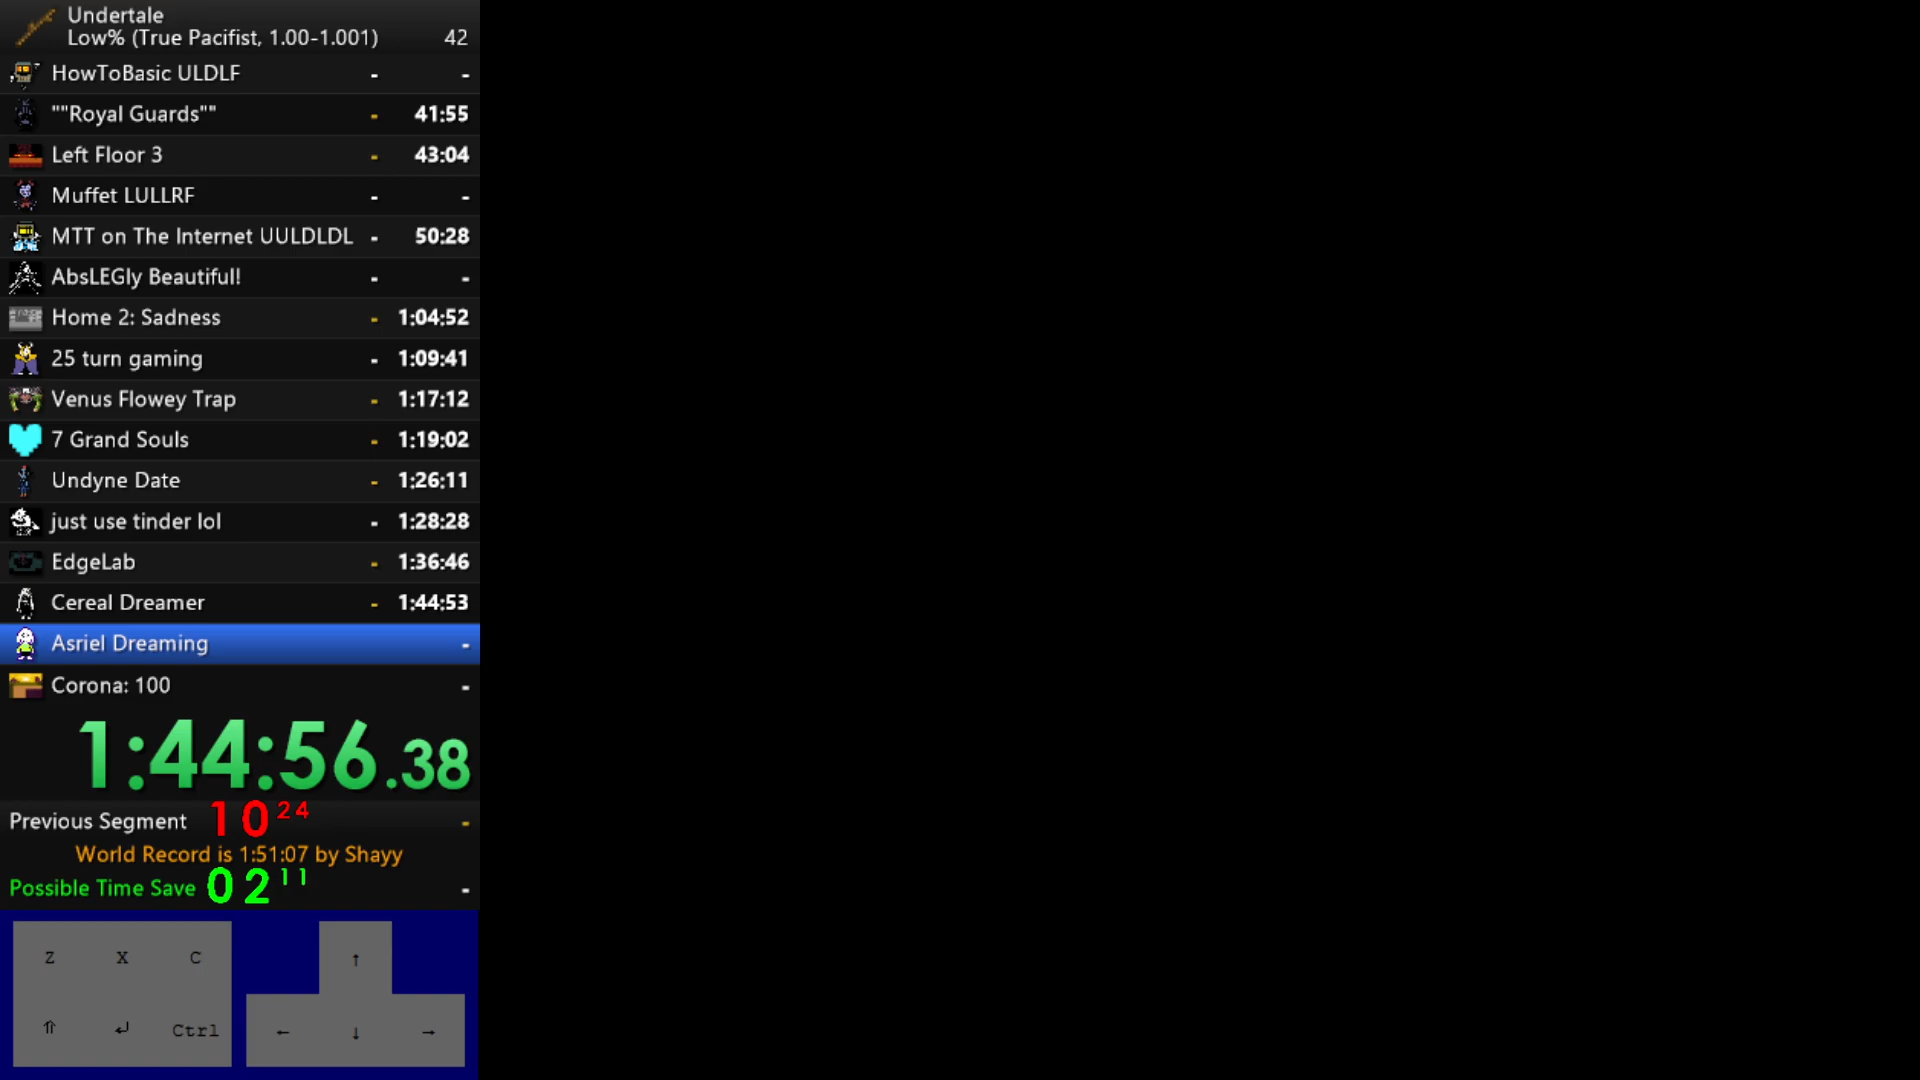 Undertale
Low% (True Pacifist, 1.00-1.001) 42
HowToBasic ULDLF - -
""Royal Guards"" - 41:55
Left Floor 3 - 43:04
Muffet LULLRF - -
MTT on The Internet UULDLDL - 50:28
AbsLEGly Beautiful! - -
Home 2: Sadness - 1:04:52
25 turn gaming - 1:09:41
Venus Flowey Trap - 1:17:12
7 Grand Souls - 1:19:02
Undyne Date - 1:26:11
just use tinder lol - 1:28:28
EdgeLab - 1:36:46
Cereal Dreamer - 1:44:53
Asriel Dreaming -
Corona: 100 -
1:44:56.38
Previous Segment 10 24 -
World Record is 1:51:07 by Shayy
Possible Time Save 02 11 -
Z X C ↑
⇧ ↵ Ctrl ← ↓ →